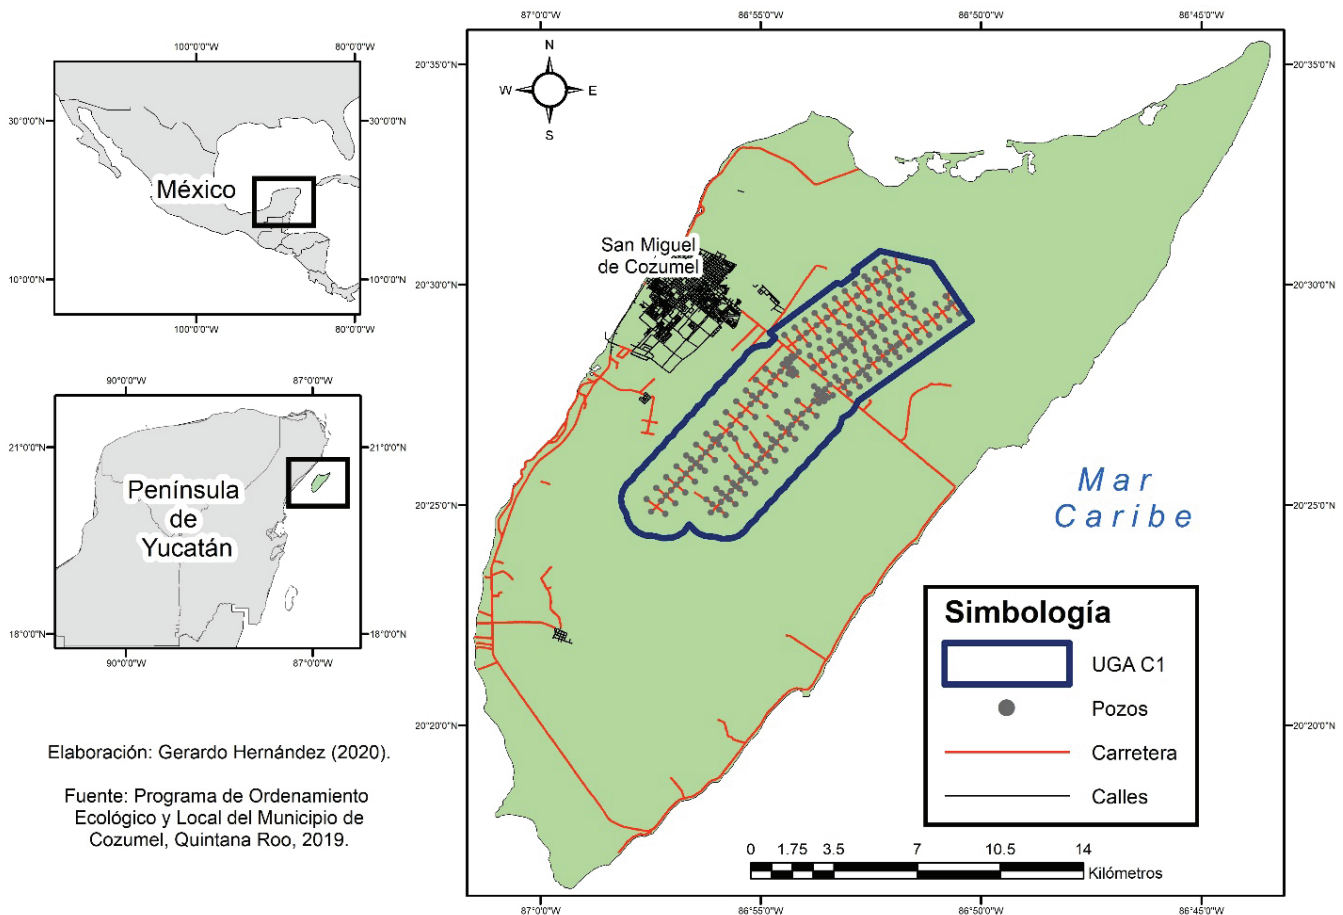 100°0'0"W
80°0'0"W
30°0'0"N
30°0'0"N
México
10°0'0"N
10°0'0"N
100°0'0"W
80°0'0"W
90°0'0"W
87°0'0"W
21°0'0"N
21°0'0"N
Península
de
Yucatán
18°0'0"N
18°0'0"N
90°0'0"W
87°0'0"W
Elaboración: Gerardo Hernández (2020).
Fuente: Programa de Ordenamiento
Ecológico y Local del Municipio de
Cozumel, Quintana Roo, 2019.
87°0'0"W
86°55'0"W
86°50'0"W
86°45'0"W
20°35'0"N
20°35'0"N
N
W
E
S
San Miguel
de Cozumel
20°30'0"N
20°30'0"N
Mar
Caribe
20°25'0"N
20°25'0"N
Simbología
UGA C1
Pozos
Carretera
Calles
20°20'0"N
20°20'0"N
0 1.75 3.5 7 10.5 14
Kilómetros
87°0'0"W
86°55'0"W
86°50'0"W
86°45'0"W